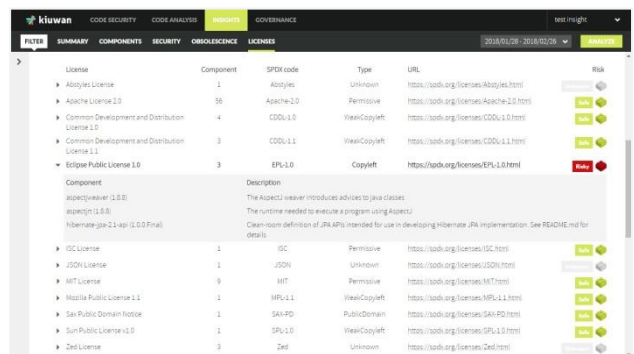 kiuwan CODE SECURITY CODE ANALYSIS INSIGHTS GOVERNANCE test insight
FILTER SUMMARY COMPONENTS SECURITY OBSOLESCENCE LICENSES 2018/01/28 - 2018/02/26 ANALYZE
License Component SPDX code Type URL Risk
Abstyles License 1 Abstyles Unknown https://spdx.org/licenses/Abstyles.html
Apache License 2.0 56 Apache-2.0 Permissive https://spdx.org/licenses/Apache-2.0.html Safe
Common Development and Distribution 4 CDDL-1.0 WeakCopyleft https://spdx.org/licenses/CDDL-1.0.html Safe
License 1.0
Common Development and Distribution 3 CDDL-1.1 WeakCopyleft https://spdx.org/licenses/CDDL-1.1.html Safe
License 1.1
Eclipse Public License 1.0 3 EPL-1.0 Copyleft https://spdx.org/licenses/EPL-1.0.html Risky
Component Description
aspectjweaver (1.8.8) The AspectJ weaver introduces advices to java classes
aspectjrt (1.8.8) The runtime needed to execute a program using AspectJ
hibernate-jpa-2.1-api (1.0.0.Final) Clean-room definition of JPA APIs intended for use in developing Hibernate JPA implementation. See README.md for
details
ISC License 1 ISC Permissive https://spdx.org/licenses/ISC.html Safe
JSON License 1 JSON Unknown https://spdx.org/licenses/JSON.html
MIT License 9 MIT Permissive https://spdx.org/licenses/MIT.html Safe
Mozilla Public License 1.1 1 MPL-1.1 WeakCopyleft https://spdx.org/licenses/MPL-1.1.html Safe
Sax Public Domain Notice 1 SAX-PD PublicDomain https://spdx.org/licenses/SAX-PD.html Safe
Sun Public License v1.0 1 SPL-1.0 WeakCopyleft https://spdx.org/licenses/SPL-1.0.html Safe
Zed License 3 Zed Unknown https://spdx.org/licenses/Zed.html